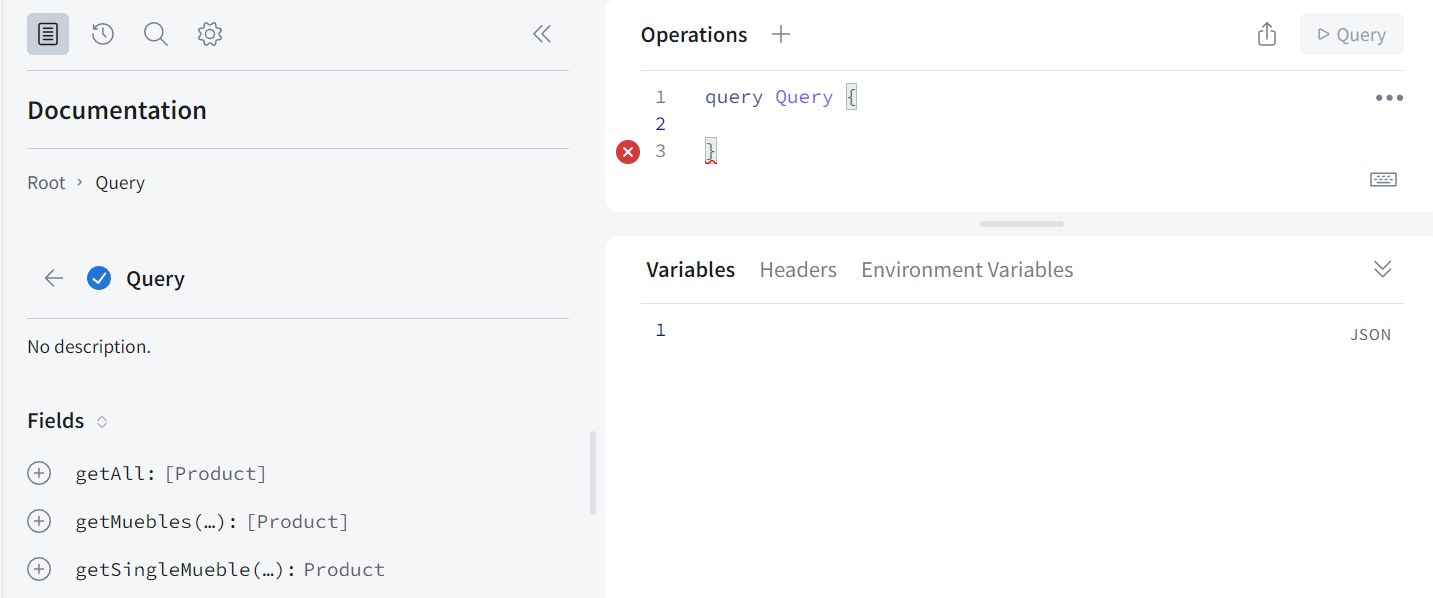 Documentation
Root › Query
Query
No description.
Fields
getAll: [Product]
getMuebles(…): [Product]
getSingleMueble(…): Product
Operations
Query
1 query Query {
2
3 }
Variables Headers Environment Variables
1
JSON